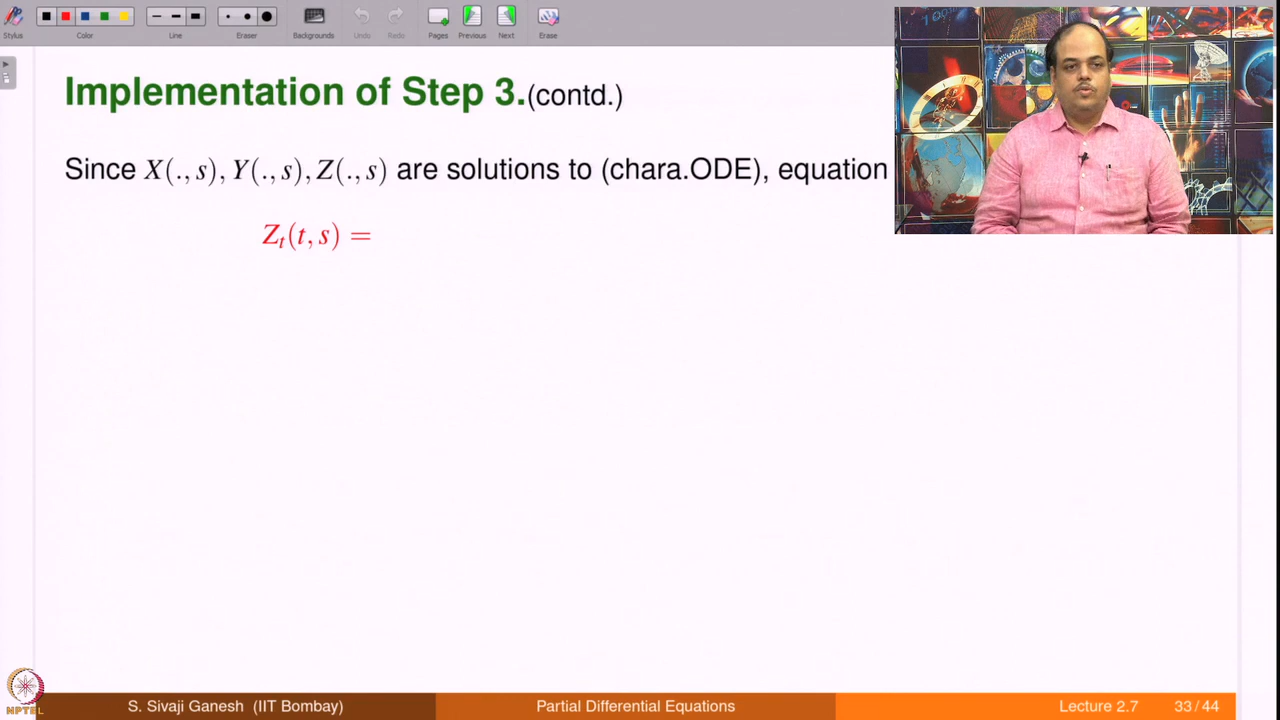 Stylus
Color
Line
Eraser
Backgrounds
Undo
Redo
Pages
Previous
Next
Erase
Implementation of Step 3.(contd.)
Since X(., s), Y(., s), Z(., s) are solutions to (chara.ODE), equation
Z_t(t, s) =
NPTEL
S. Sivaji Ganesh (IIT Bombay)
Partial Differential Equations
Lecture 2.7
33 / 44